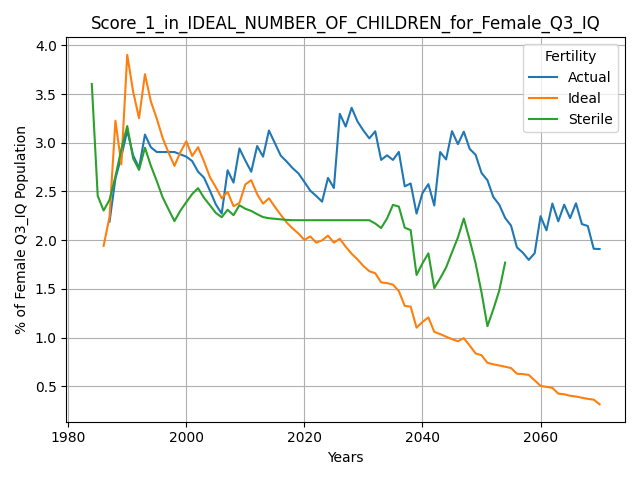 Score_1_in_IDEAL_NUMBER_OF_CHILDREN_for_Female_Q3_IQ
4.0
3.5
3.0
2.5
2.0
1.5
1.0
0.5
% of Female Q3_IQ Population
Fertility
Actual
Ideal
Sterile
1980
2000
2020
2040
2060
Years